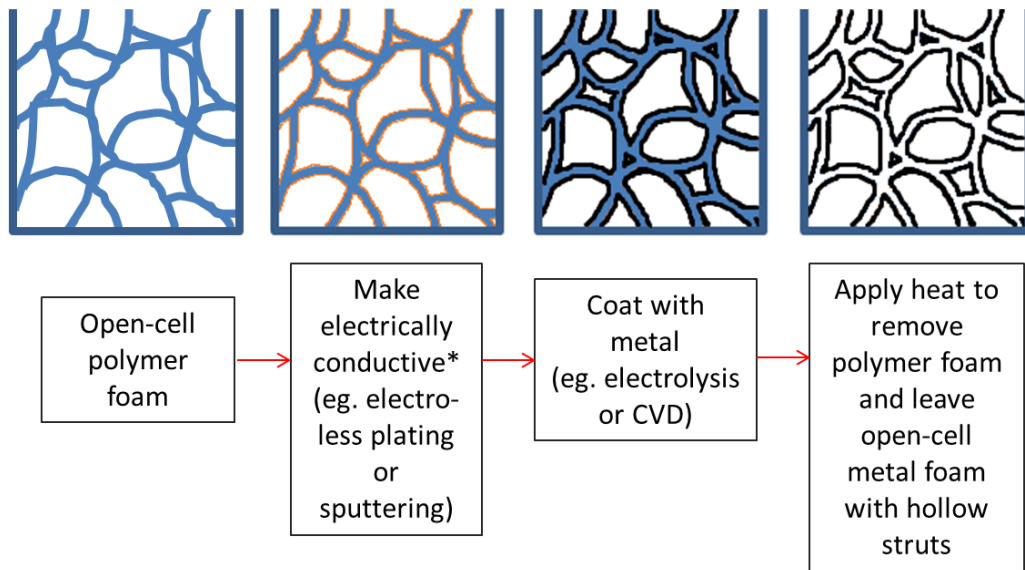 Open-cell
polymer
foam
Make
electrically
conductive*
(eg. electro-
less plating
or
sputtering)
Coat with
metal
(eg. electrolysis
or CVD)
Apply heat to
remove
polymer foam
and leave
open-cell
metal foam
with hollow
struts